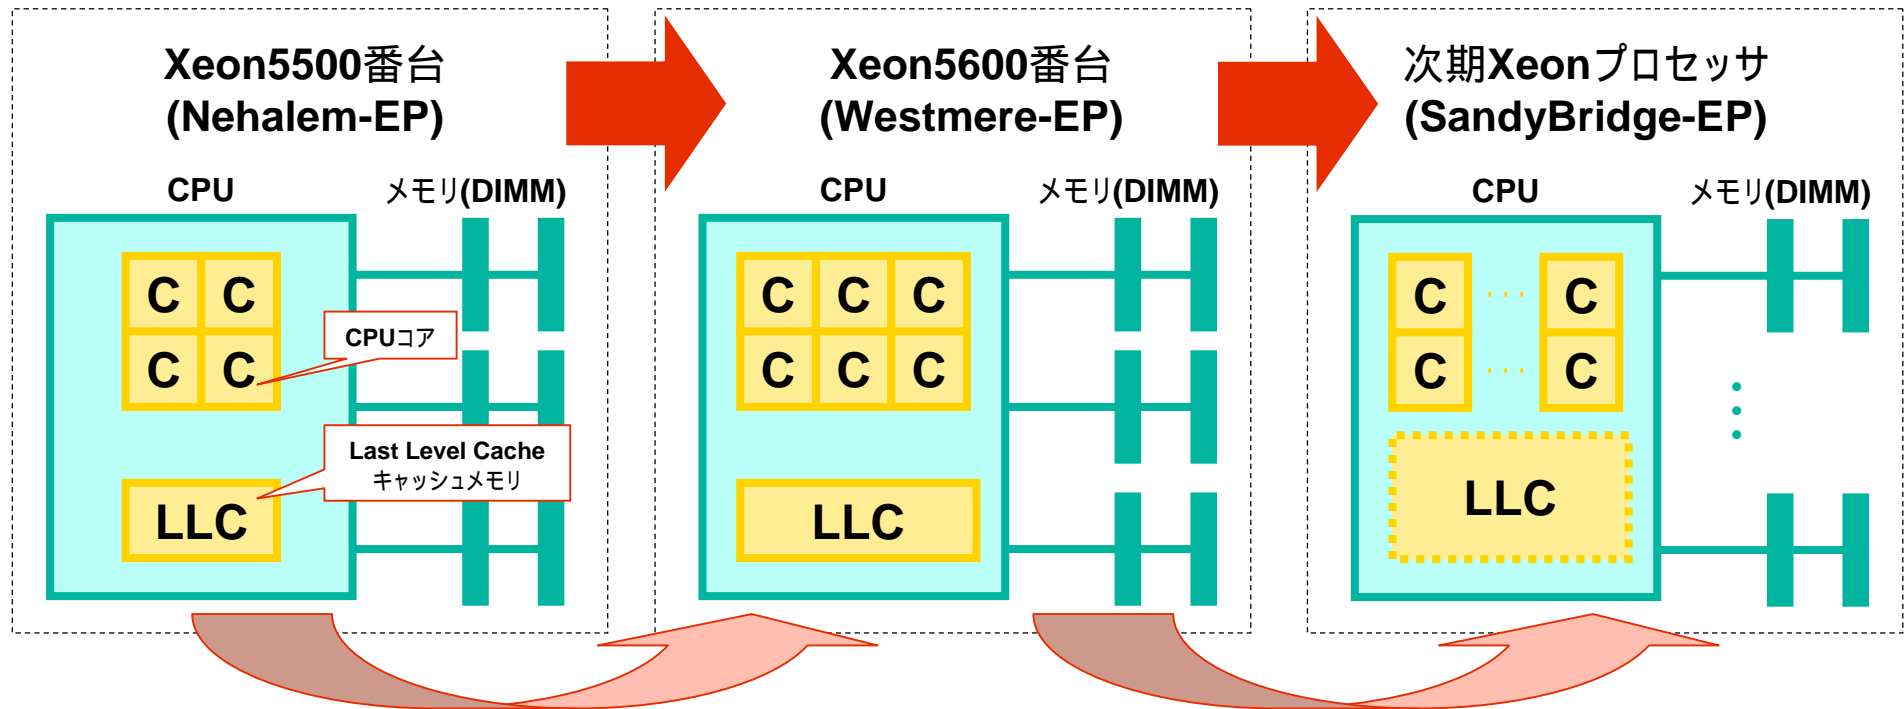 Xeon5500番台
(Nehalem-EP)
CPU
メモリ(DIMM)
C C
C C
CPUコア
Last Level Cache
キャッシュメモリ
LLC
Xeon5600番台
(Westmere-EP)
CPU
メモリ(DIMM)
C C C
C C C
LLC
次期Xeonプロセッサ
(SandyBridge-EP)
CPU
メモリ(DIMM)
C ···· C
C ···· C
LLC